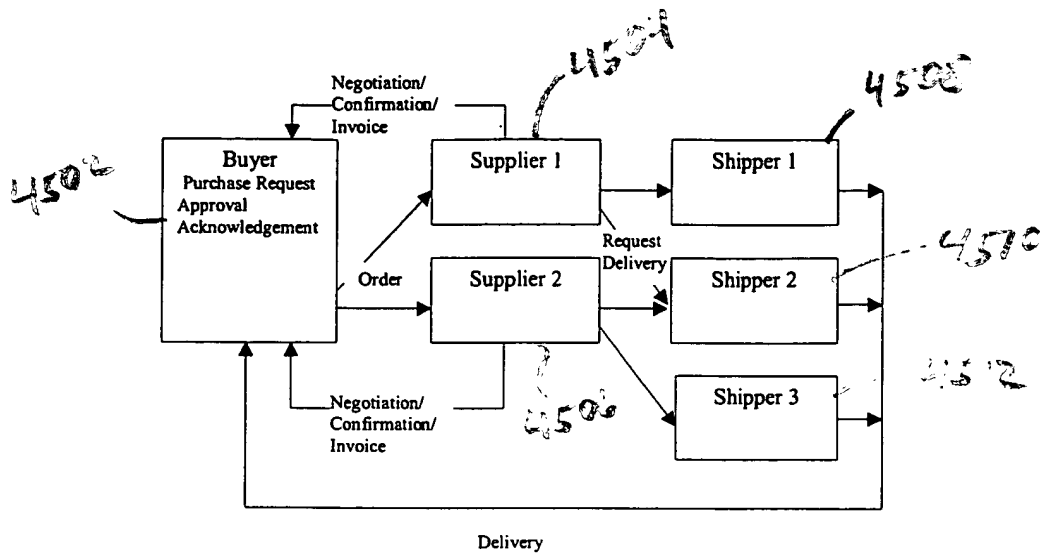 4504
4508
Negotiation/
Confirmation/
Invoice
4502
Buyer
Purchase Request
Approval
Acknowledgement
Supplier 1
Shipper 1
Request
Delivery
4510
Order
Supplier 2
Shipper 2
4512
Shipper 3
Negotiation/
Confirmation/
Invoice
4506
Delivery